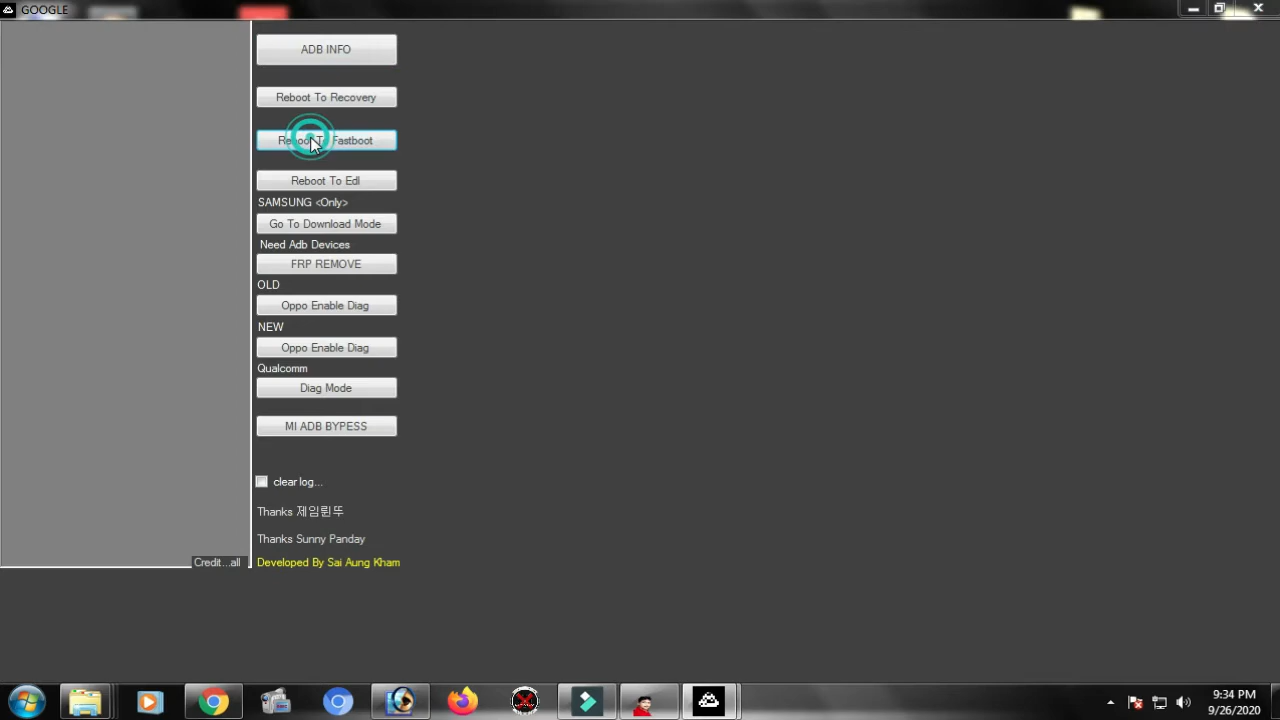 GOOGLE
ADB INFO
Reboot To Recovery
Reboot To Fastboot
Reboot To Edl
SAMSUNG <Only>
Go To Download Mode
Need Adb Devices
FRP REMOVE
OLD
Oppo Enable Diag
NEW
Oppo Enable Diag
Qualcomm
Diag Mode
MI ADB BYPESS
clear log...
Thanks 제임륀뚜
Thanks Sunny Panday
Credit...all
Developed By Sai Aung Kham
9:34 PM
9/26/2020